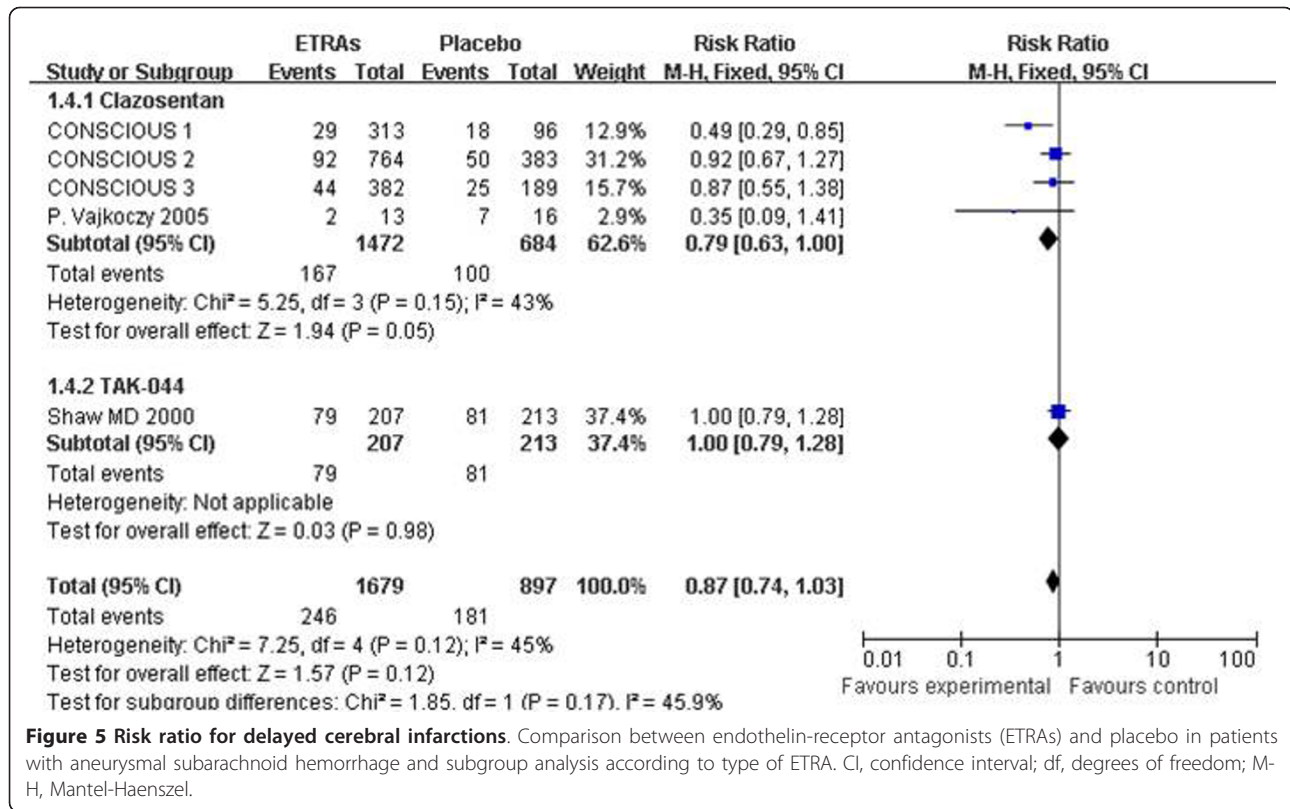 ETRAs Placebo Risk Ratio Risk Ratio
Study or Subgroup Events Total Events Total Weight M-H, Fixed, 95% CI M-H, Fixed, 95% CI
1.4.1 Clazosentan
CONSCIOUS 1 29 313 18 96 12.9% 0.49 [0.29, 0.85]
CONSCIOUS 2 92 764 50 383 31.2% 0.92 [0.67, 1.27]
CONSCIOUS 3 44 382 25 189 15.7% 0.87 [0.55, 1.38]
P. Vajkoczy 2005 2 13 7 16 2.9% 0.35 [0.09, 1.41]
Subtotal (95% CI) 1472 684 62.6% 0.79 [0.63, 1.00]
Total events 167 100
Heterogeneity: Chi² = 5.25, df = 3 (P = 0.15); I² = 43%
Test for overall effect: Z = 1.94 (P = 0.05)
1.4.2 TAK-044
Shaw MD 2000 79 207 81 213 37.4% 1.00 [0.79, 1.28]
Subtotal (95% CI) 207 213 37.4% 1.00 [0.79, 1.28]
Total events 79 81
Heterogeneity: Not applicable
Test for overall effect: Z = 0.03 (P = 0.98)
Total (95% CI) 1679 897 100.0% 0.87 [0.74, 1.03]
Total events 246 181
Heterogeneity: Chi² = 7.25, df = 4 (P = 0.12); I² = 45%
Test for overall effect: Z = 1.57 (P = 0.12)
Test for subgroup differences: Chi² = 1.85, df = 1 (P = 0.17), I² = 45.9%
0.01 0.1 1 10 100
Favours experimental Favours control
Figure 5 Risk ratio for delayed cerebral infarctions. Comparison between endothelin-receptor antagonists (ETRAs) and placebo in patients
with aneurysmal subarachnoid hemorrhage and subgroup analysis according to type of ETRA. CI, confidence interval; df, degrees of freedom; M-
H, Mantel-Haenszel.